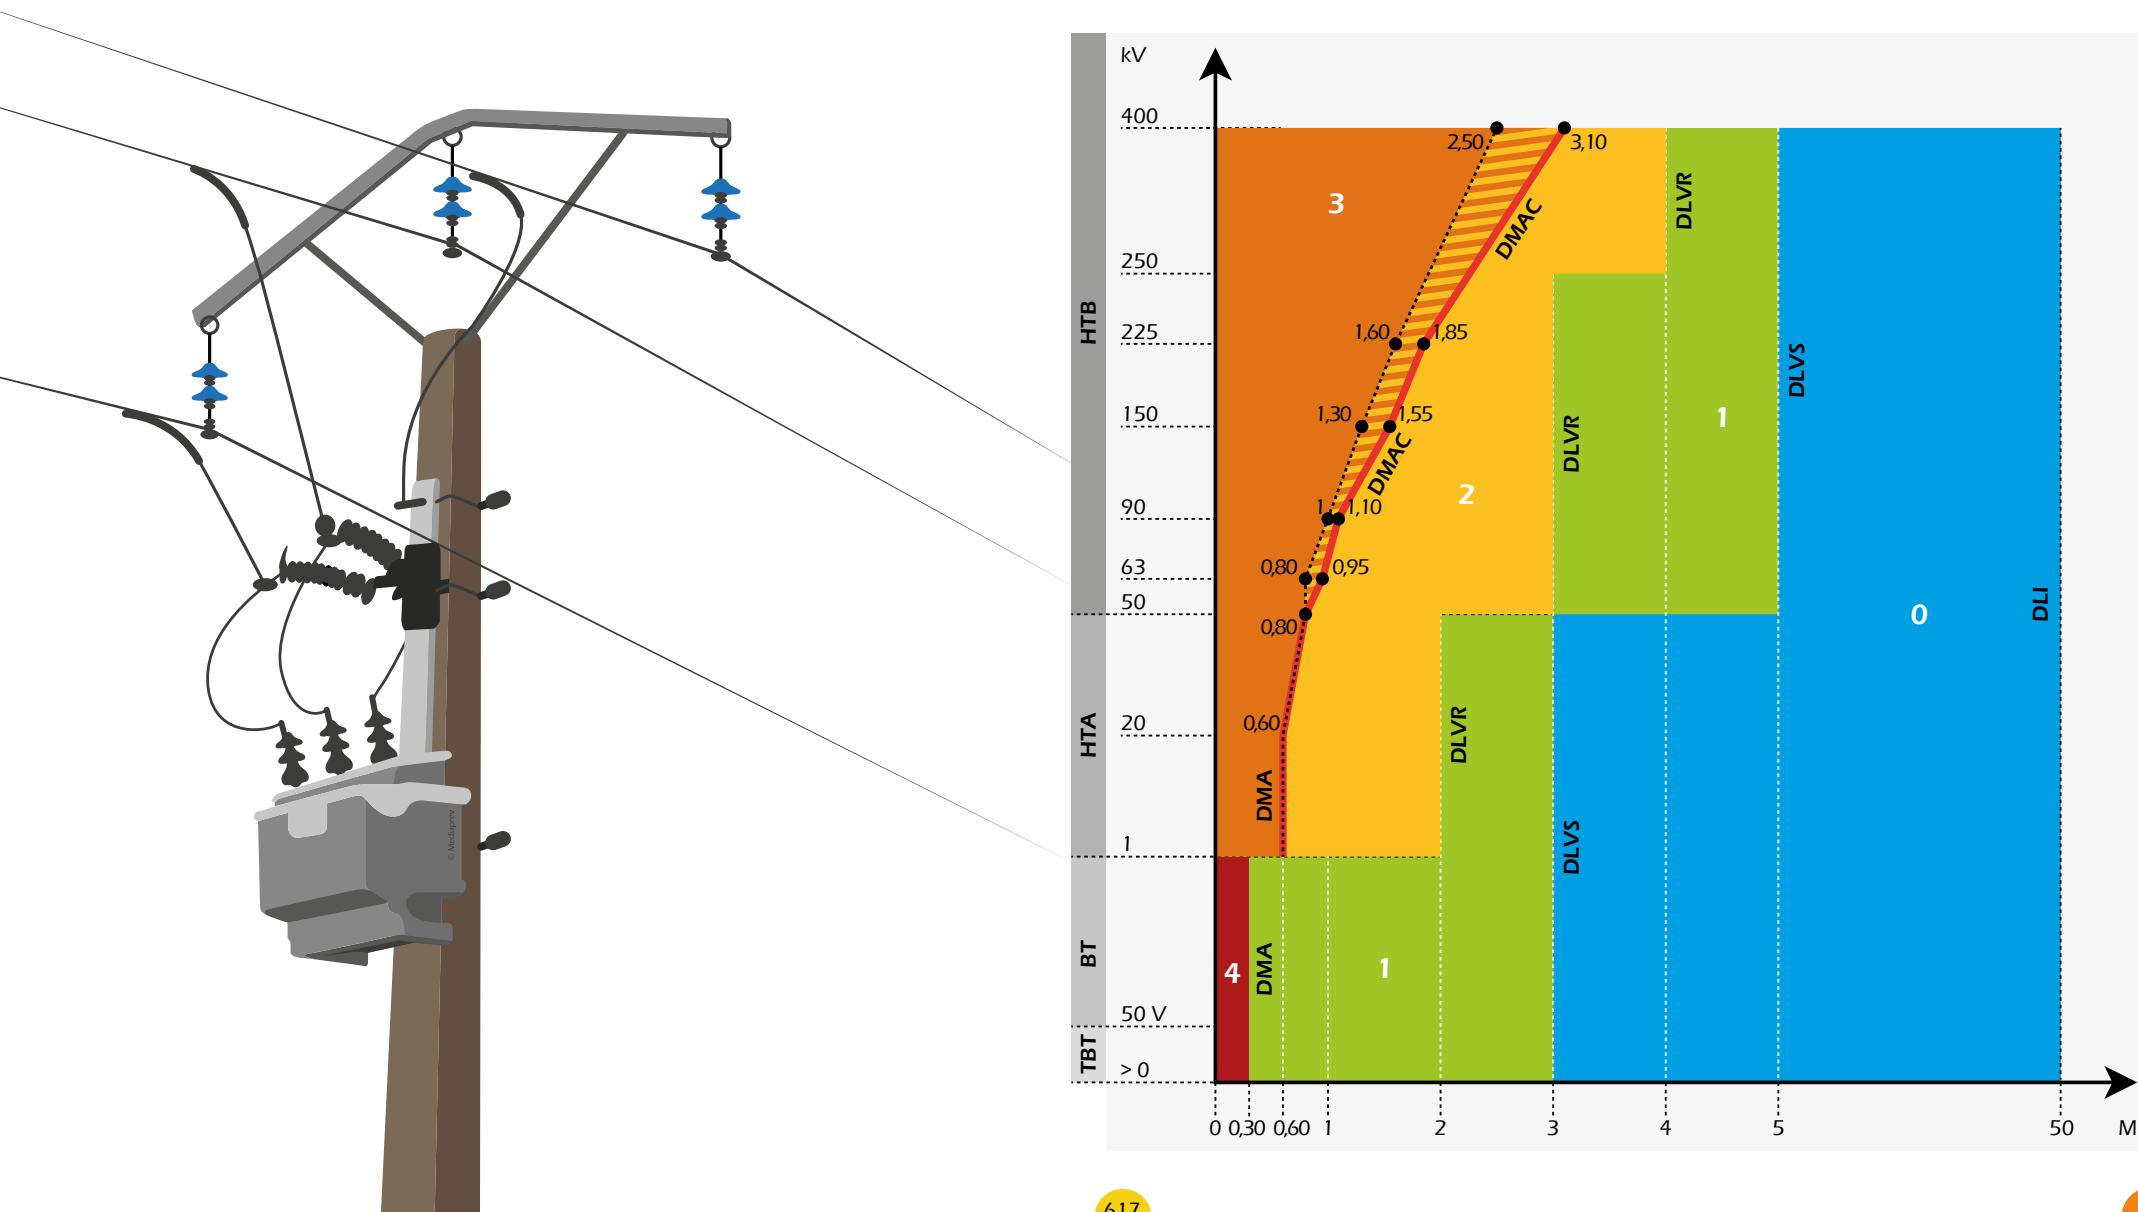 kV
400
2,50
3,10
3
DLVR
DMAC
250
HTB
225
1,60
1,85
DLVS
150
1,30
1,55
DLVR
1
DMAC
2
90
1
1,10
63
0,80
0,95
50
0,80
0
DLI
HTA
20
0,60
DLVR
DMA
1
DLVS
© Mediaprev
BT
4
DMA
1
50 V
TBT
> 0
0 0,30 0,60 1 2 3 4 5 50 M
617